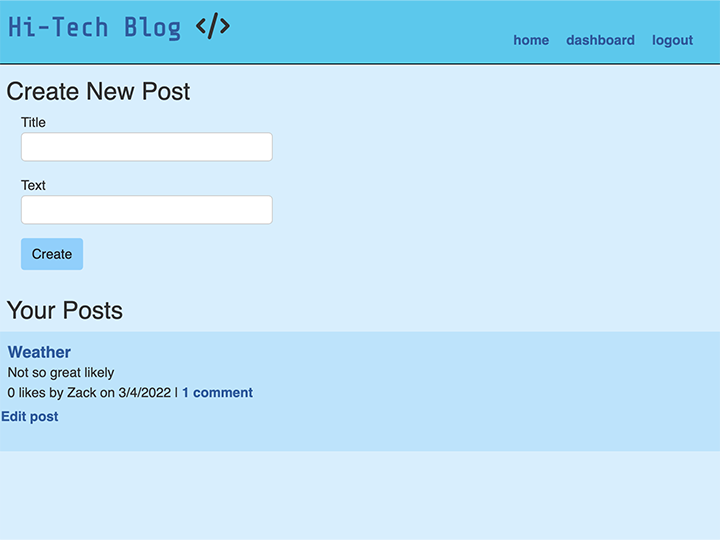 Hi-Tech Blog </>
home dashboard logout
Create New Post
Title
Text
Create
Your Posts
Weather
Not so great likely
0 likes by Zack on 3/4/2022 | 1 comment
Edit post